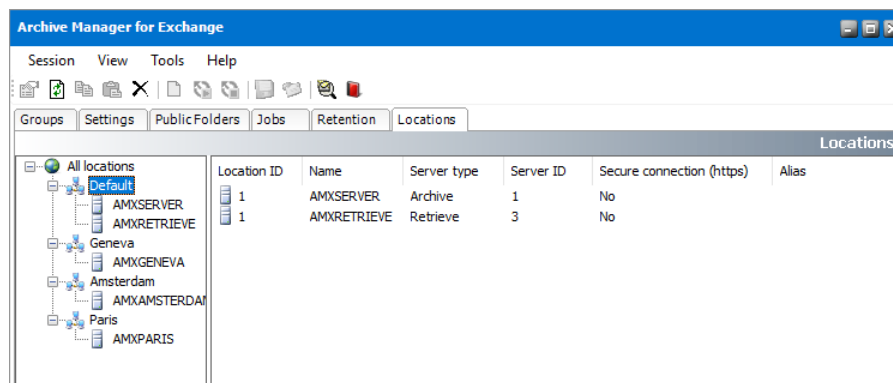 Archive Manager for Exchange
Session View Tools Help
Groups Settings PublicFolders Jobs Retention Locations
Locations
All locations
Default
AMXSERVER
AMXRETRIEVE
Geneva
AMXGENEVA
Amsterdam
AMXAMSTERDAM
Paris
AMXPARIS
Location ID Name Server type Server ID Secure connection (https) Alias
1 AMXSERVER Archive 1 No
1 AMXRETRIEVE Retrieve 3 No